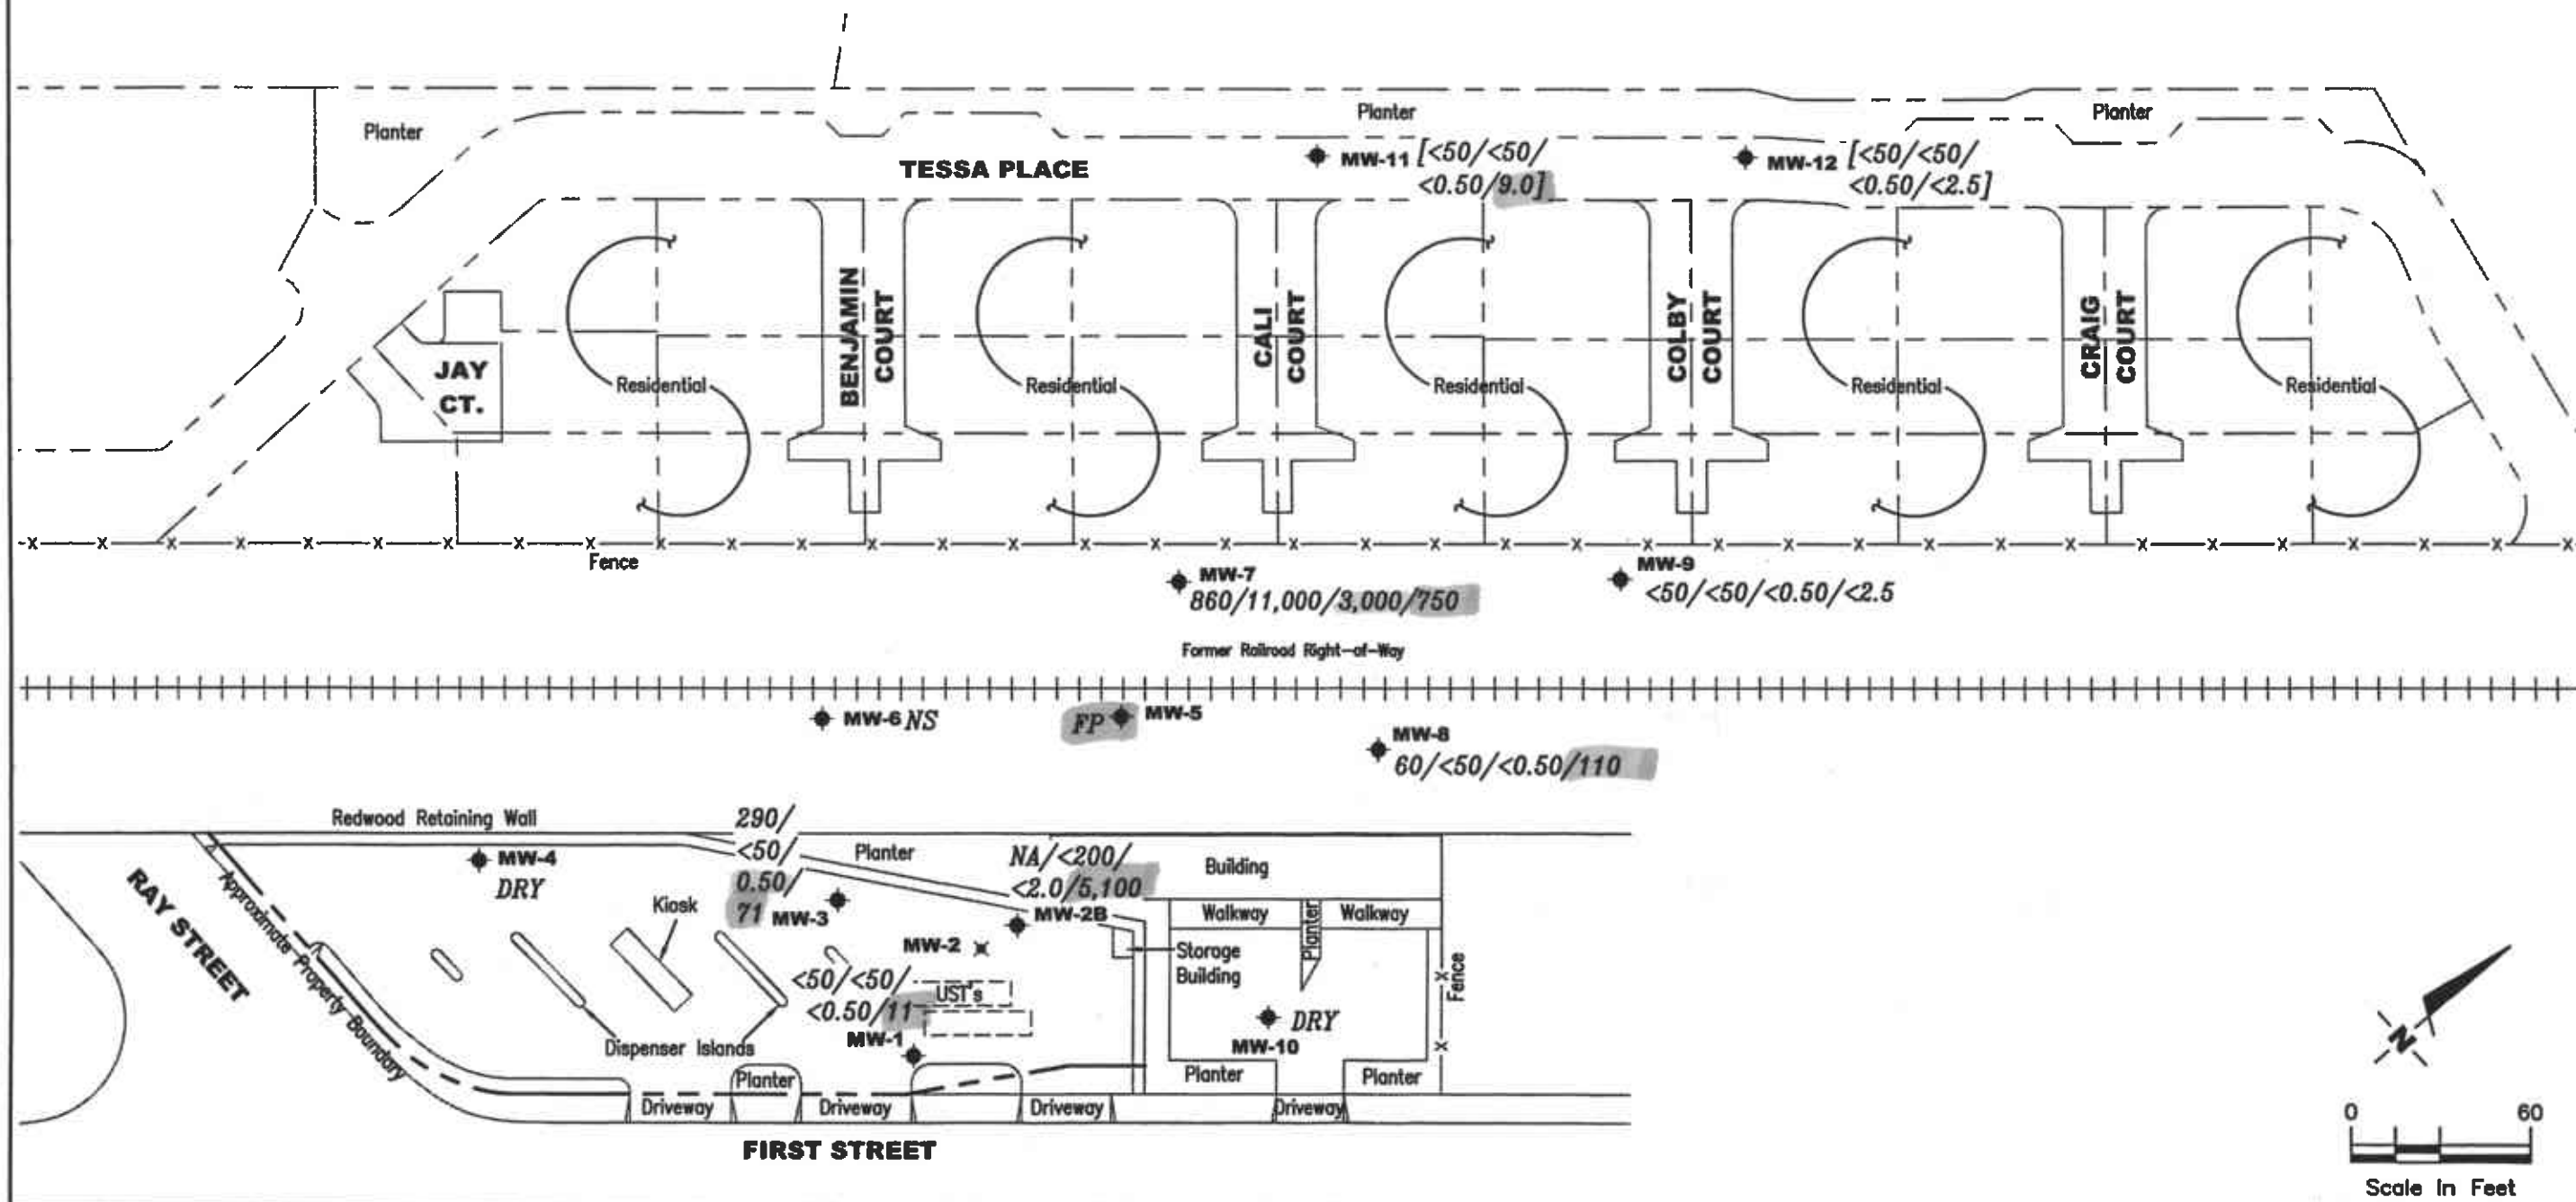 Planter
Planter
Planter
TESSA PLACE
MW-11 [<50/<50/
<0.50/9.0]
MW-12 [<50/<50/
<0.50/<2.5]
JAY
CT.
BENJAMIN
COURT
CALI
COURT
COLBY
COURT
CRAIG
COURT
Residential
Residential
Residential
Residential
Residential
Fence
MW-7
860/11,000/3,000/750
MW-9
<50/<50/<0.50/<2.5
Former Railroad Right-of-Way
MW-6 NS
FP MW-5
MW-8
60/<50/<0.50/110
Redwood Retaining Wall
290/
<50/
0.50/
71 MW-3
Planter
NA/<200/
<2.0/5,100
MW-2B
Building
MW-4
DRY
RAY STREET
Approximate Property Boundary
Kiosk
Walkway
Planter
Walkway
MW-2
Storage
Building
<50/<50/
<0.50/11
MW-1
UST's
Fence
DRY
MW-10
Dispenser Islands
Planter
Planter
Planter
Driveway
Driveway
Driveway
Driveway
FIRST STREET
N
0 60
Scale In Feet